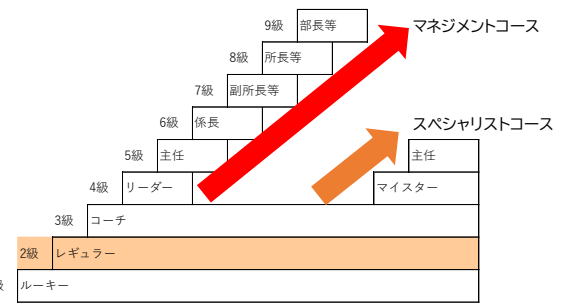 9級 部長等 マネジメントコース
8級 所長等
7級 副所長等
6級 係長 スペシャリストコース
5級 主任 主任
4級 リーダー マイスター
3級 コーチ
2級 レギュラー
級 ルーキー